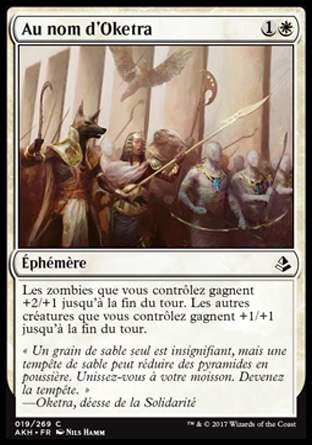 Au nom d'Oketra 1
Éphémère
Les zombies que vous contrôlez gagnent
+2/+1 jusqu'à la fin du tour. Les autres
créatures que vous contrôlez gagnent +1/+1
jusqu'à la fin du tour.
« Un grain de sable seul est insignifiant, mais une
tempête de sable peut réduire des pyramides en
poussière. Unissez-vous à votre moisson. Devenez
la tempête. »
—Oketra, déesse de la Solidarité
019/269 C
AKH • FR Nils Hamm
™ & © 2017 Wizards of the Coast